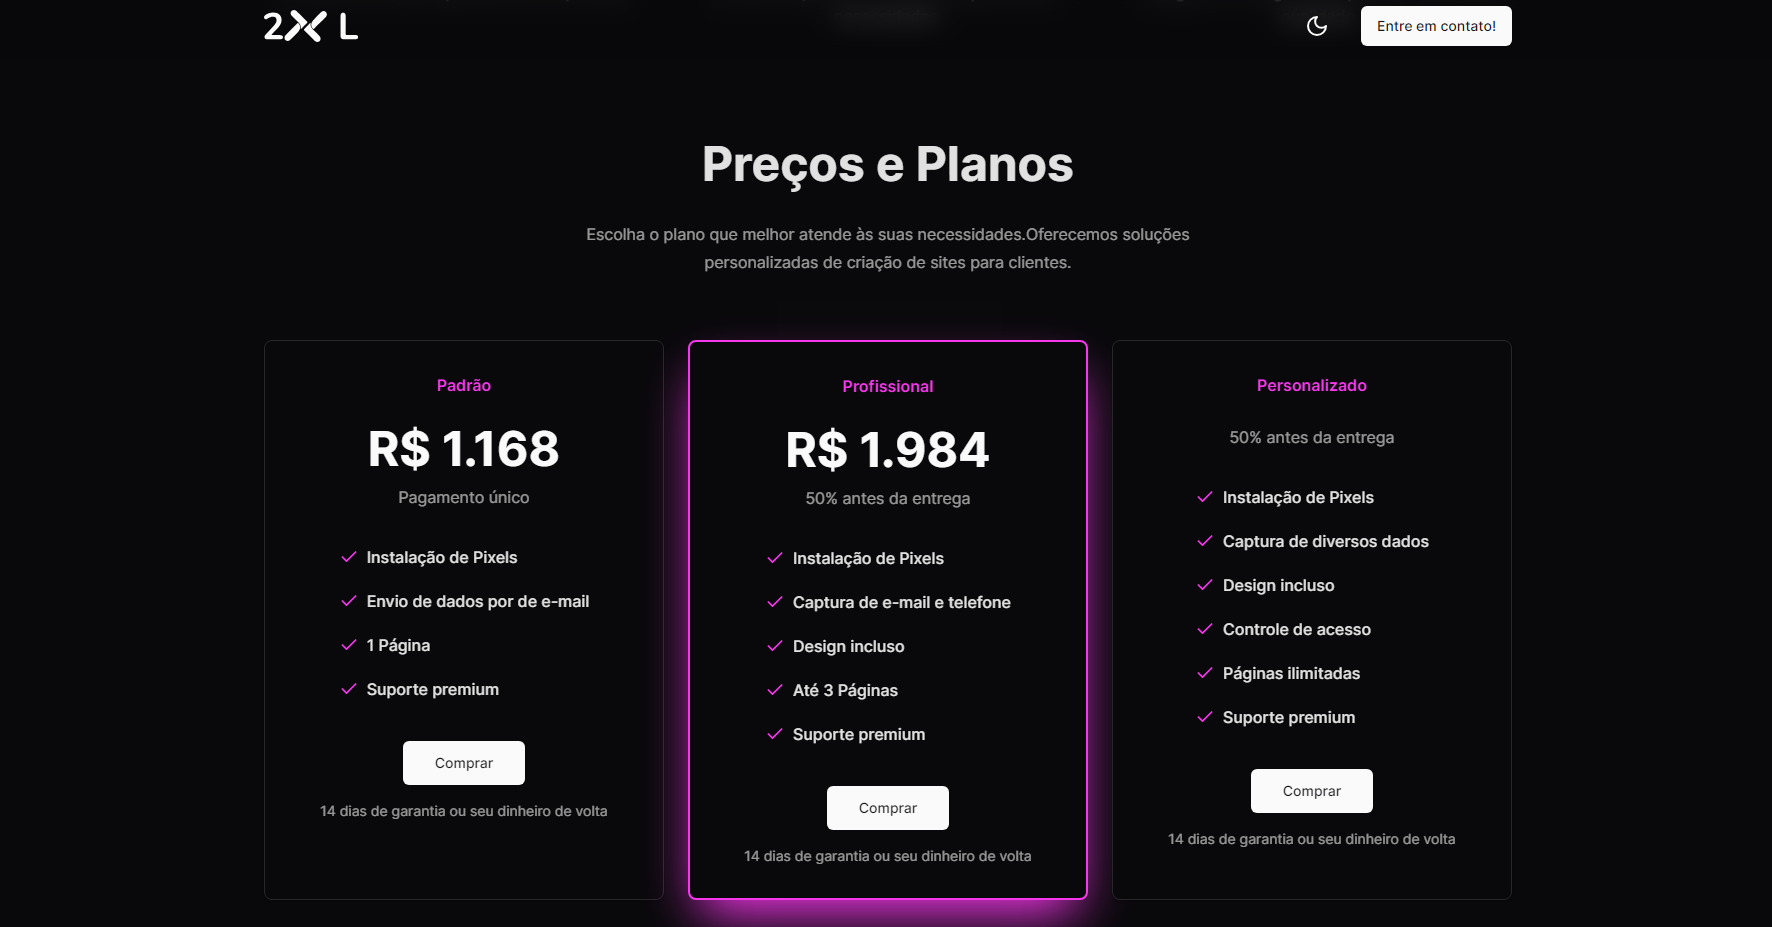 2XL
Entre em contato!
Preços e Planos
Escolha o plano que melhor atende às suas necessidades.Oferecemos soluções
personalizadas de criação de sites para clientes.
Padrão
R$ 1.168
Pagamento único
Instalação de Pixels
Envio de dados por de e-mail
1 Página
Suporte premium
Comprar
14 dias de garantia ou seu dinheiro de volta
Profissional
R$ 1.984
50% antes da entrega
Instalação de Pixels
Captura de e-mail e telefone
Design incluso
Até 3 Páginas
Suporte premium
Comprar
14 dias de garantia ou seu dinheiro de volta
Personalizado
50% antes da entrega
Instalação de Pixels
Captura de diversos dados
Design incluso
Controle de acesso
Páginas ilimitadas
Suporte premium
Comprar
14 dias de garantia ou seu dinheiro de volta